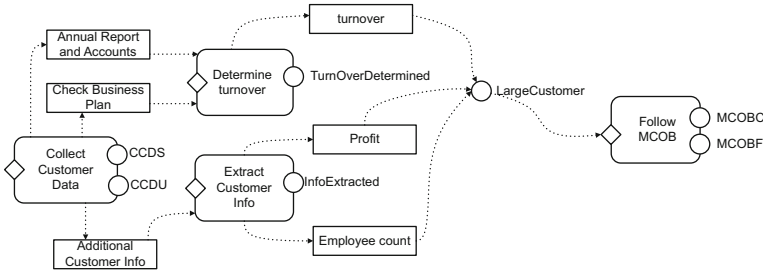 turnover
Annual Report
and Accounts
Determine
turnover
TurnOverDetermined
Check Business
Plan
LargeCustomer
Follow
MCOB
MCOBC
MCOBF
Profit
Collect
Customer
Data
CCDS
CCDU
Extract
Customer
Info
InfoExtracted
Employee count
Additional
Customer Info